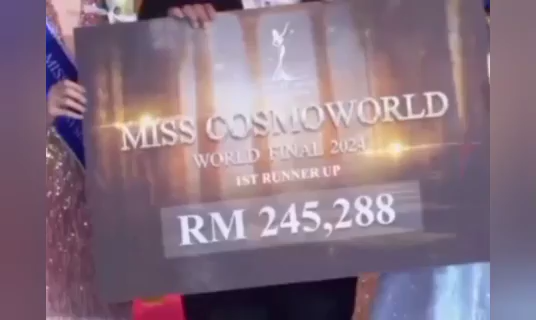 MISS COSMOWORLD
WORLD FINAL 2024
1ST RUNNER UP
RM 245,288